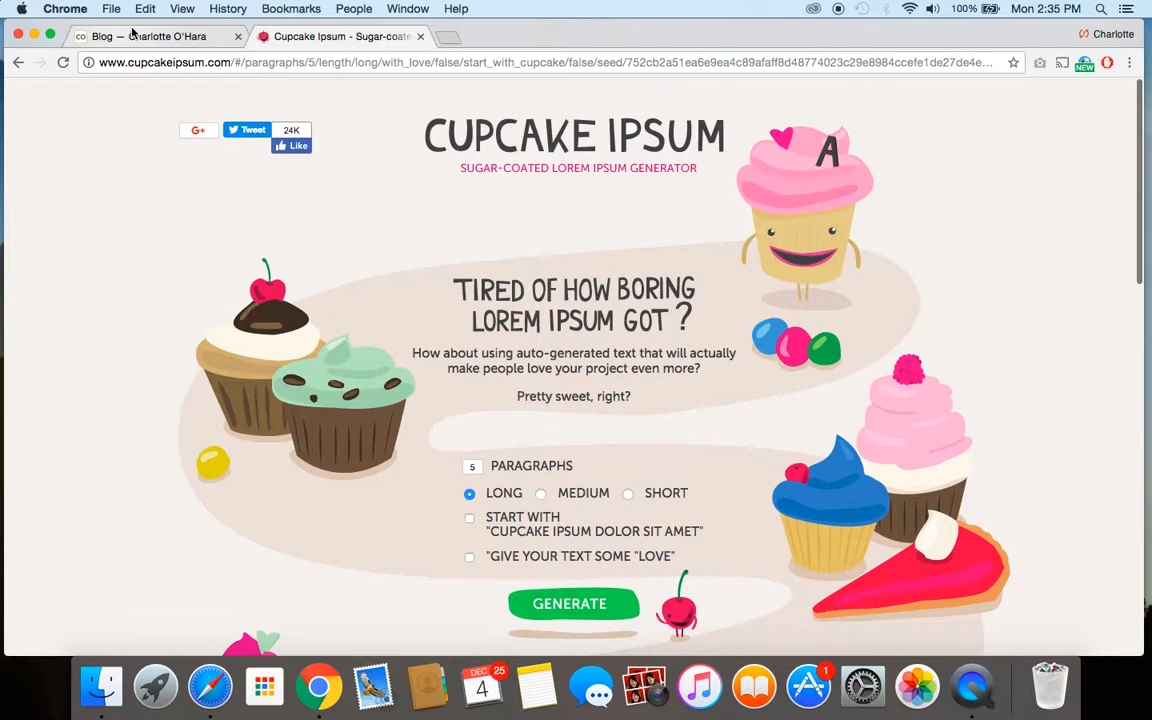 Chrome File Edit View History Bookmarks People Window Help 100% Mon 2:35 PM
CO Blog — Charlotte O'Hara Cupcake Ipsum - Sugar-coate Charlotte
www.cupcakeipsum.com/#/paragraphs/5/length/long/with_love/false/start_with_cupcake/false/seed/752cb2a51ea6e9ea4c89afaff8d48774023c29e8984ccefe1de27de4e... NEW
G+ Tweet 24K
Like
CUPCAKE IPSUM
SUGAR-COATED LOREM IPSUM GENERATOR
A
TIRED OF HOW BORING
LOREM IPSUM GOT ?
How about using auto-generated text that will actually
make people love your project even more?
Pretty sweet, right?
5 PARAGRAPHS
LONG MEDIUM SHORT
START WITH
"CUPCAKE IPSUM DOLOR SIT AMET"
"GIVE YOUR TEXT SOME "LOVE"
GENERATE
DEC 25 1
4